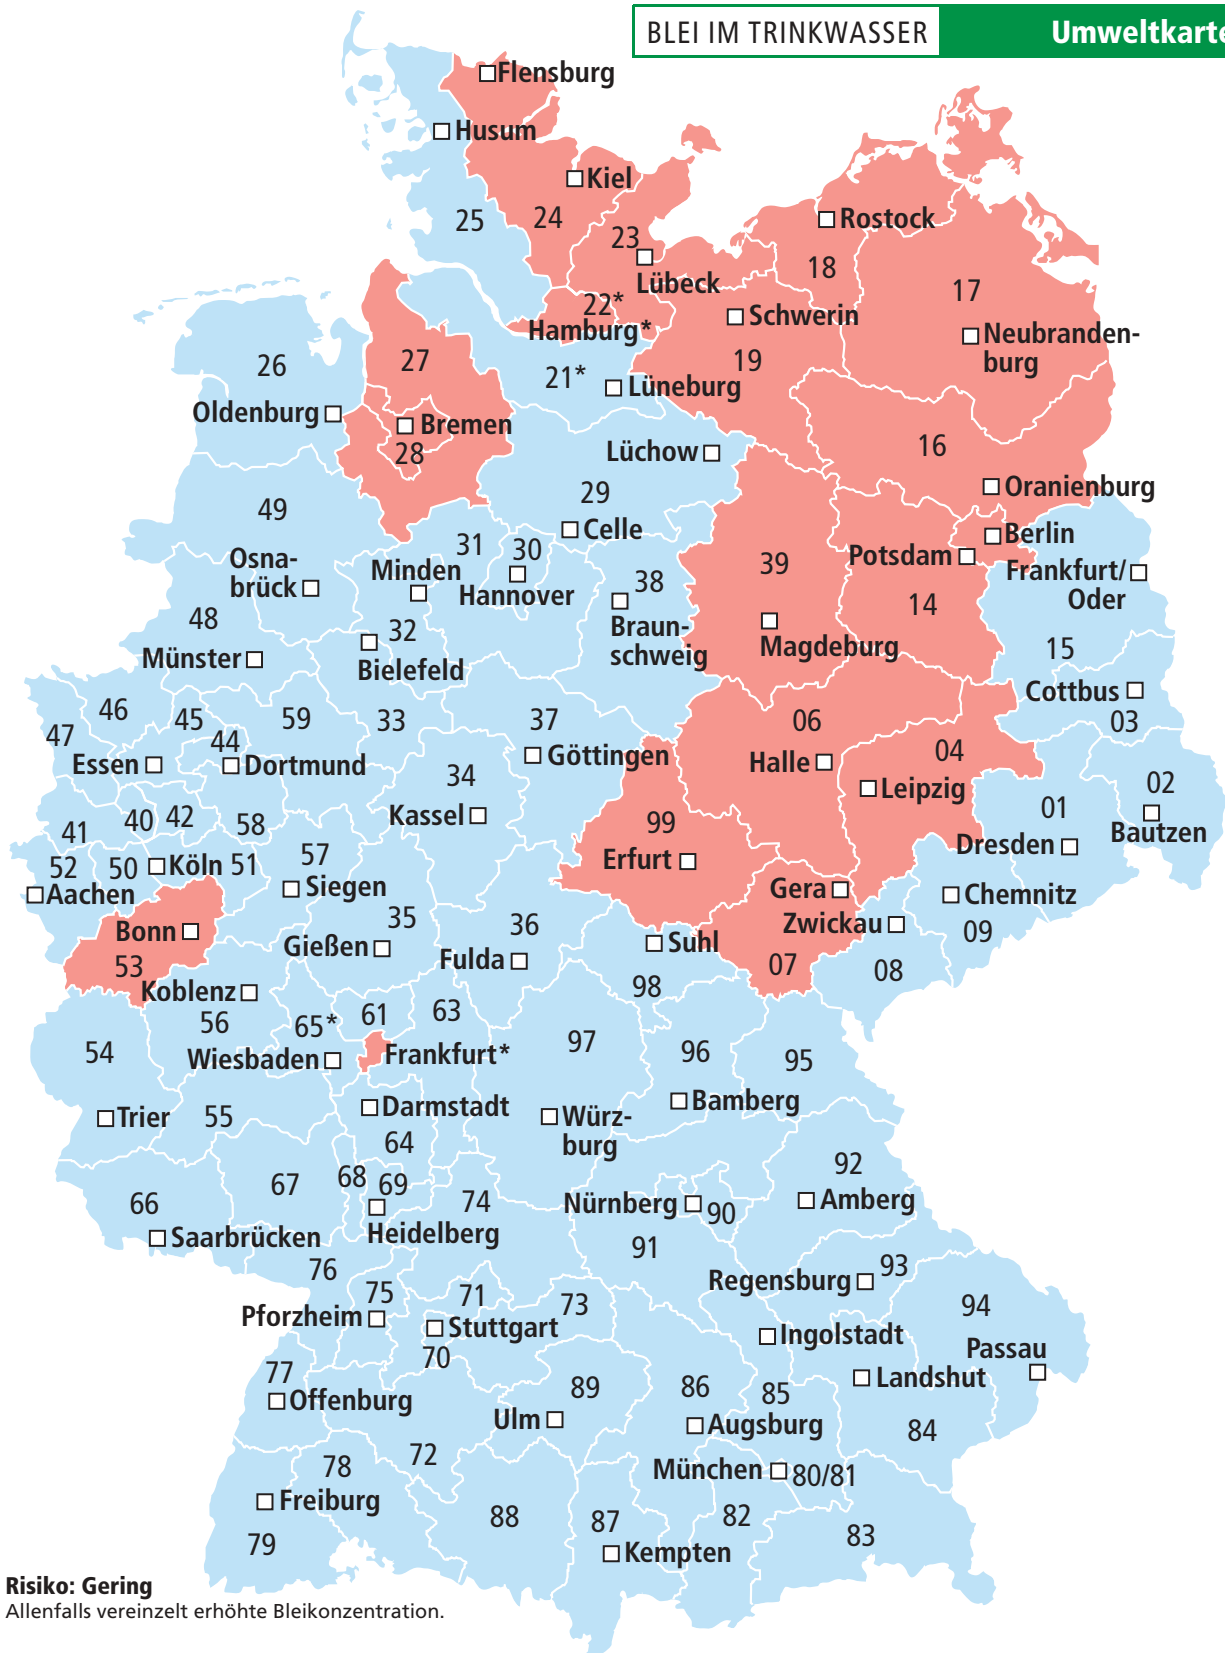 BLEI IM TRINKWASSER
Umweltkarte
Flensburg
Husum
Kiel
25
24
23
Rostock
Lübeck
18
17
22*
Hamburg*
Schwerin
Neubranden-
burg
26
27
21*
Lüneburg
19
Oldenburg
Bremen
28
Lüchow
16
Oranienburg
49
29
Celle
Berlin
Osna-
brück
31
30
Minden
Hannover
38
Braun-
schweig
39
Potsdam
Frankfurt/
Oder
48
32
Münster
Bielefeld
Magdeburg
14
15
Cottbus
46
45
59
33
37
06
03
47
44
Essen
Dortmund
Göttingen
Halle
04
34
Leipzig
02
41
40
42
58
Kassel
99
01
Bautzen
52
50
Köln
51
57
Erfurt
Dresden
Aachen
Siegen
Gera
Chemnitz
Bonn
35
36
Suhl
Zwickau
09
53
Gießen
Fulda
07
08
Koblenz
98
56
65*
61
63
54
Wiesbaden
Frankfurt*
97
96
95
Trier
55
Darmstadt
Würz-
burg
Bamberg
64
92
66
67
68
69
74
Nürnberg
90
Amberg
Saarbrücken
Heidelberg
91
76
Regensburg
93
75
71
73
94
Pforzheim
Stuttgart
Ingolstadt
Passau
70
77
Offenburg
89
86
85
Landshut
Ulm
Augsburg
84
72
78
München
80/81
Freiburg
88
87
82
83
79
Kempten
Risiko: Gering
Allenfalls vereinzelt erhöhte Bleikonzentration.